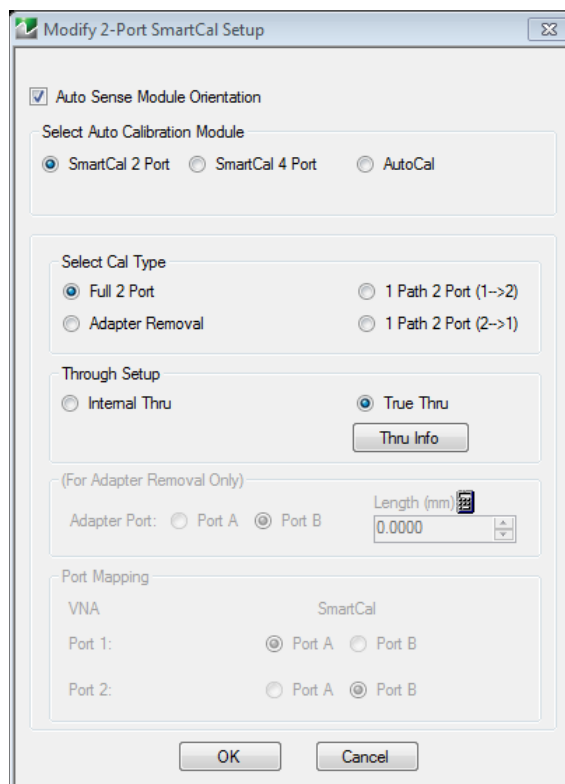 Modify 2-Port SmartCal Setup
Auto Sense Module Orientation
Select Auto Calibration Module
SmartCal 2 Port SmartCal 4 Port AutoCal
Select Cal Type
Full 2 Port 1 Path 2 Port (1-->2)
Adapter Removal 1 Path 2 Port (2-->1)
Through Setup
Internal Thru True Thru
Thru Info
(For Adapter Removal Only)
Length (mm)
Adapter Port: Port A Port B 0.0000
Port Mapping
VNA SmartCal
Port 1: Port A Port B
Port 2: Port A Port B
OK Cancel